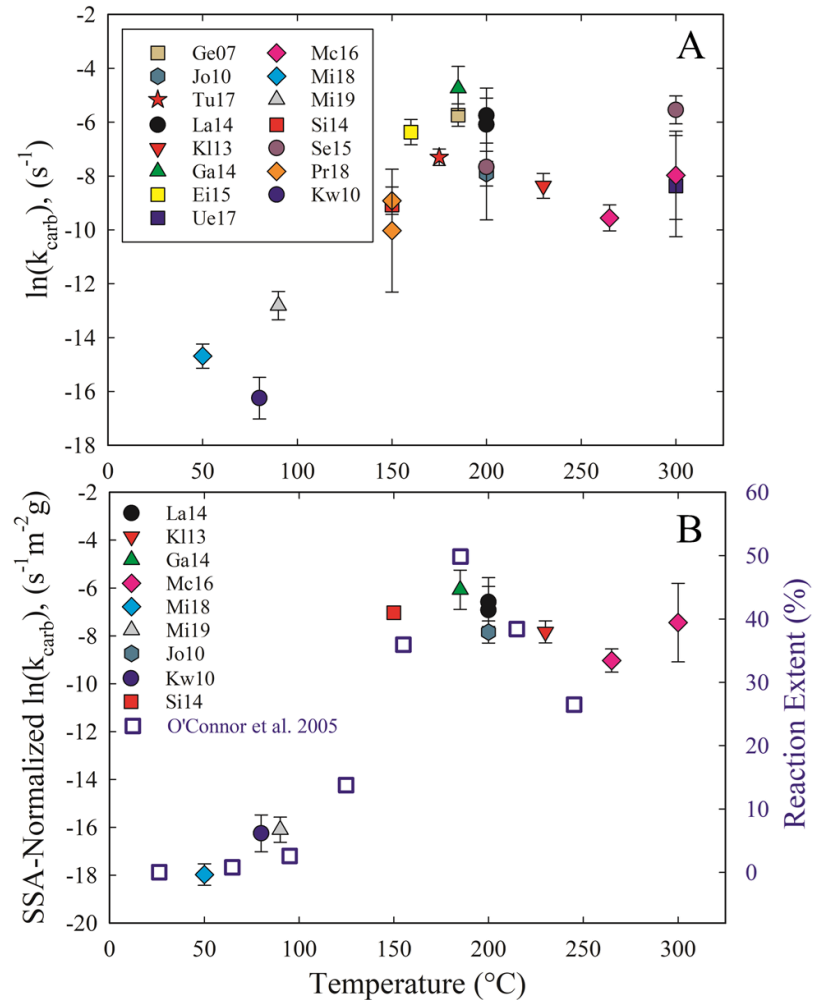 -2
-4
-6
-8
-10
-12
-14
-16
-18
ln(kcarb), (s-1)
A
Ge07 Mc16
Jo10 Mi18
Tu17 Mi19
La14 Si14
Kl13 Se15
Ga14 Pr18
Ei15 Kw10
Ue17
0 50 100 150 200 250 300
-2
-4
-6
-8
-10
-12
-14
-16
-18
-20
SSA-Normalized ln(kcarb), (s-1m-2g)
B
La14
Kl13
Ga14
Mc16
Mi18
Mi19
Jo10
Kw10
Si14
O'Connor et al. 2005
60
50
40
30
20
10
0
Reaction Extent (%)
0 50 100 150 200 250 300
Temperature (°C)